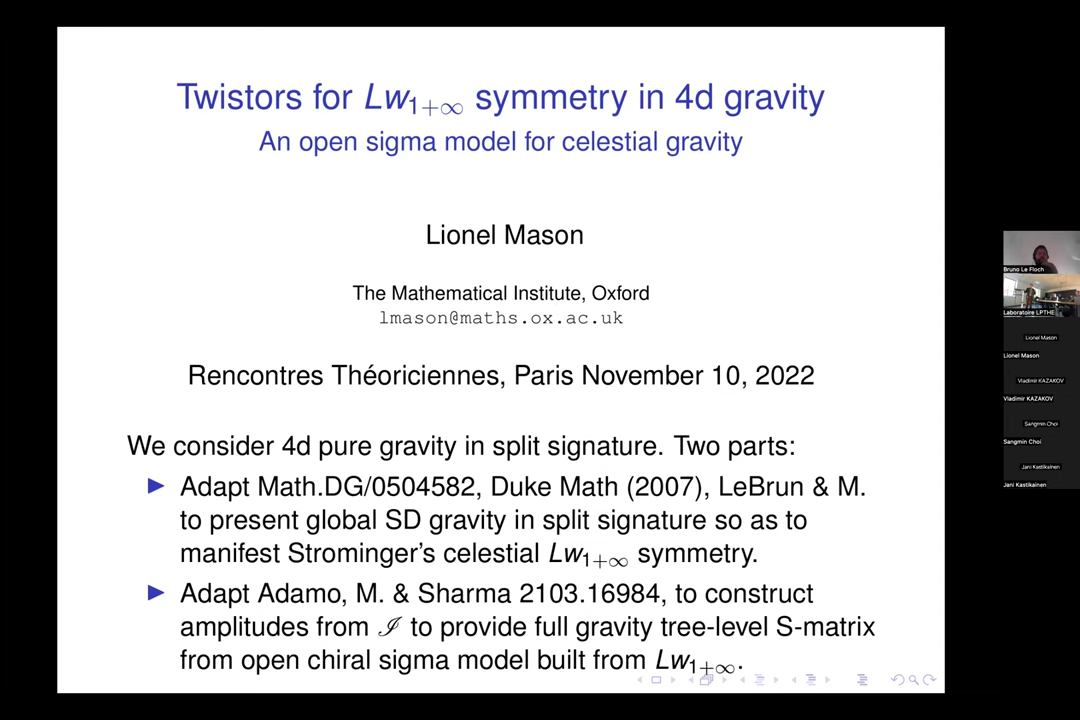 Twistors for Lw1+∞ symmetry in 4d gravity
An open sigma model for celestial gravity
Lionel Mason
The Mathematical Institute, Oxford
lmason@maths.ox.ac.uk
Rencontres Théoriciennes, Paris November 10, 2022
We consider 4d pure gravity in split signature. Two parts:
▶ Adapt Math.DG/0504582, Duke Math (2007), LeBrun & M.
to present global SD gravity in split signature so as to
manifest Strominger's celestial Lw1+∞ symmetry.
▶ Adapt Adamo, M. & Sharma 2103.16984, to construct
amplitudes from ℐ to provide full gravity tree-level S-matrix
from open chiral sigma model built from Lw1+∞.
Bruno Le Floch
Laboratoire LPTHE
Lionel Mason
Lionel Mason
Vladimir KAZAKOV
Vladimir KAZAKOV
Sangmin Choi
Sangmin Choi
Jani Kastikainen
Jani Kastikainen